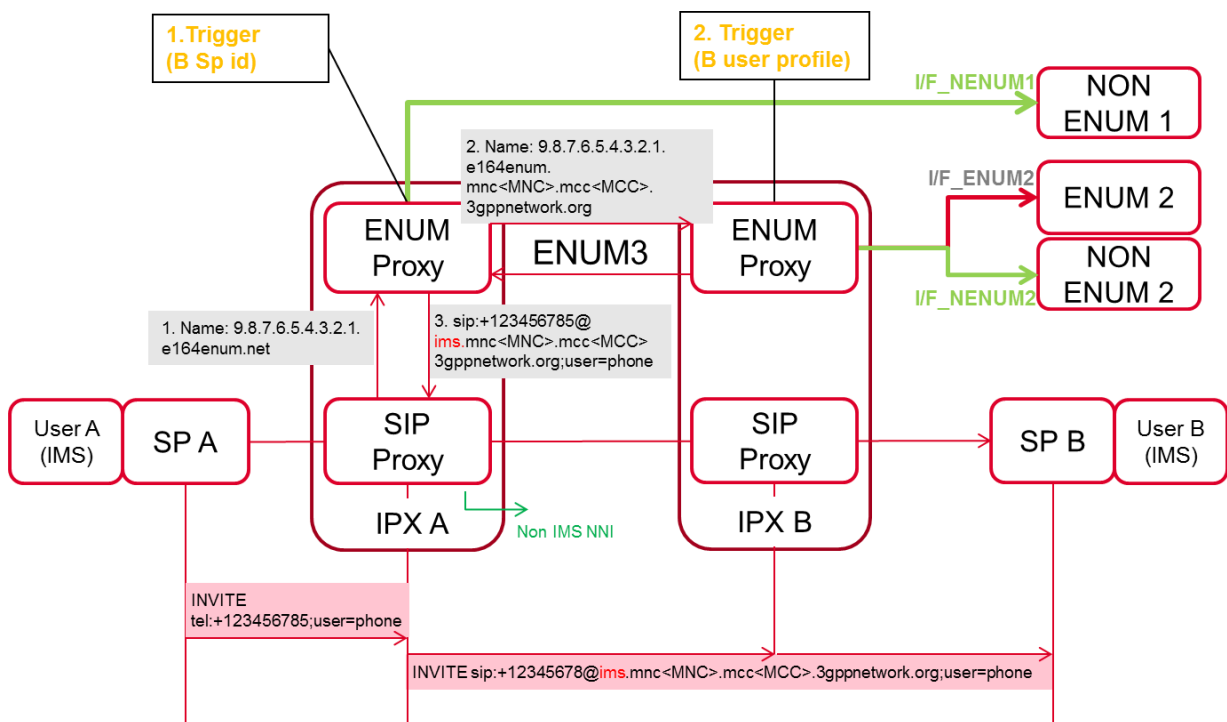 1.Trigger
(B Sp id)
2. Trigger
(B user profile)
I/F_NENUM1
NON
ENUM 1
2. Name: 9.8.7.6.5.4.3.2.1.
e164enum.
mnc<MNC>.mcc<MCC>.
3gppnetwork.org
I/F_ENUM2
ENUM 2
ENUM
Proxy
ENUM3
ENUM
Proxy
NON
ENUM 2
I/F_NENUM2
1. Name: 9.8.7.6.5.4.3.2.1.
e164enum.net
3. sip:+123456785@
ims.mnc<MNC>.mcc<MCC>
3gppnetwork.org;user=phone
User A
(IMS)
SP A
SIP
Proxy
SIP
Proxy
SP B
User B
(IMS)
IPX A
Non IMS NNI
IPX B
INVITE
tel:+123456785;user=phone
INVITE sip:+12345678@ims.mnc<MNC>.mcc<MCC>.3gppnetwork.org;user=phone